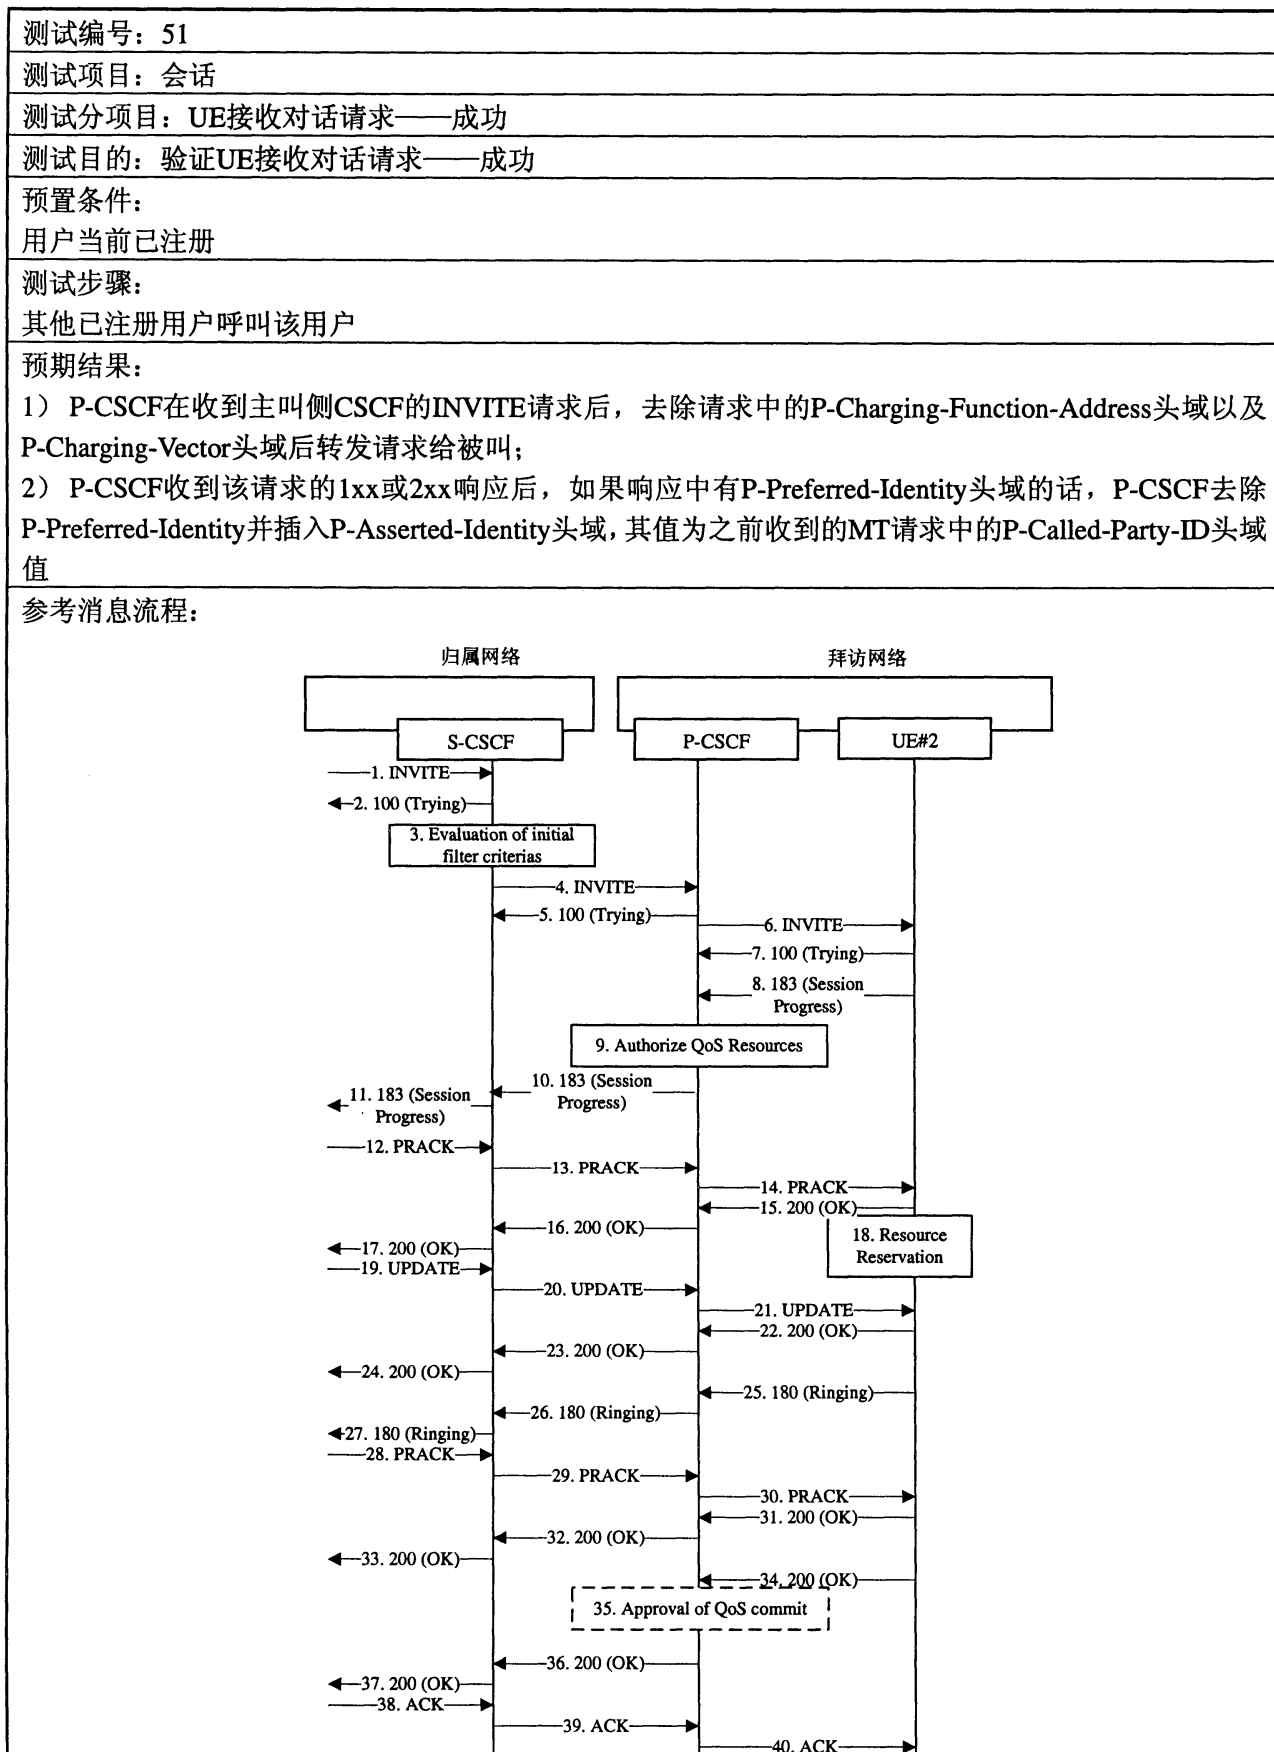 测试编号：51
测试项目：会话
测试分项目：UE接收对话请求——成功
测试目的：验证UE接收对话请求——成功
预置条件：
用户当前已注册
测试步骤：
其他已注册用户呼叫该用户
预期结果：
1） P-CSCF在收到主叫侧CSCF的INVITE请求后，去除请求中的P-Charging-Function-Address头域以及
P-Charging-Vector头域后转发请求给被叫；
2） P-CSCF收到该请求的1xx或2xx响应后，如果响应中有P-Preferred-Identity头域的话，P-CSCF去除
P-Preferred-Identity并插入P-Asserted-Identity头域，其值为之前收到的MT请求中的P-Called-Party-ID头域
值
参考消息流程：
归属网络 拜访网络
S-CSCF P-CSCF UE#2
1. INVITE
2. 100 (Trying)
3. Evaluation of initial
filter criterias
4. INVITE
5. 100 (Trying)
6. INVITE
7. 100 (Trying)
8. 183 (Session
Progress)
9. Authorize QoS Resources
10. 183 (Session
Progress)
11. 183 (Session
Progress)
12. PRACK
13. PRACK
14. PRACK
15. 200 (OK)
16. 200 (OK)
17. 200 (OK)
18. Resource
Reservation
19. UPDATE
20. UPDATE
21. UPDATE
22. 200 (OK)
23. 200 (OK)
24. 200 (OK)
25. 180 (Ringing)
26. 180 (Ringing)
27. 180 (Ringing)
28. PRACK
29. PRACK
30. PRACK
31. 200 (OK)
32. 200 (OK)
33. 200 (OK)
34. 200 (OK)
35. Approval of QoS commit
36. 200 (OK)
37. 200 (OK)
38. ACK
39. ACK
40. ACK